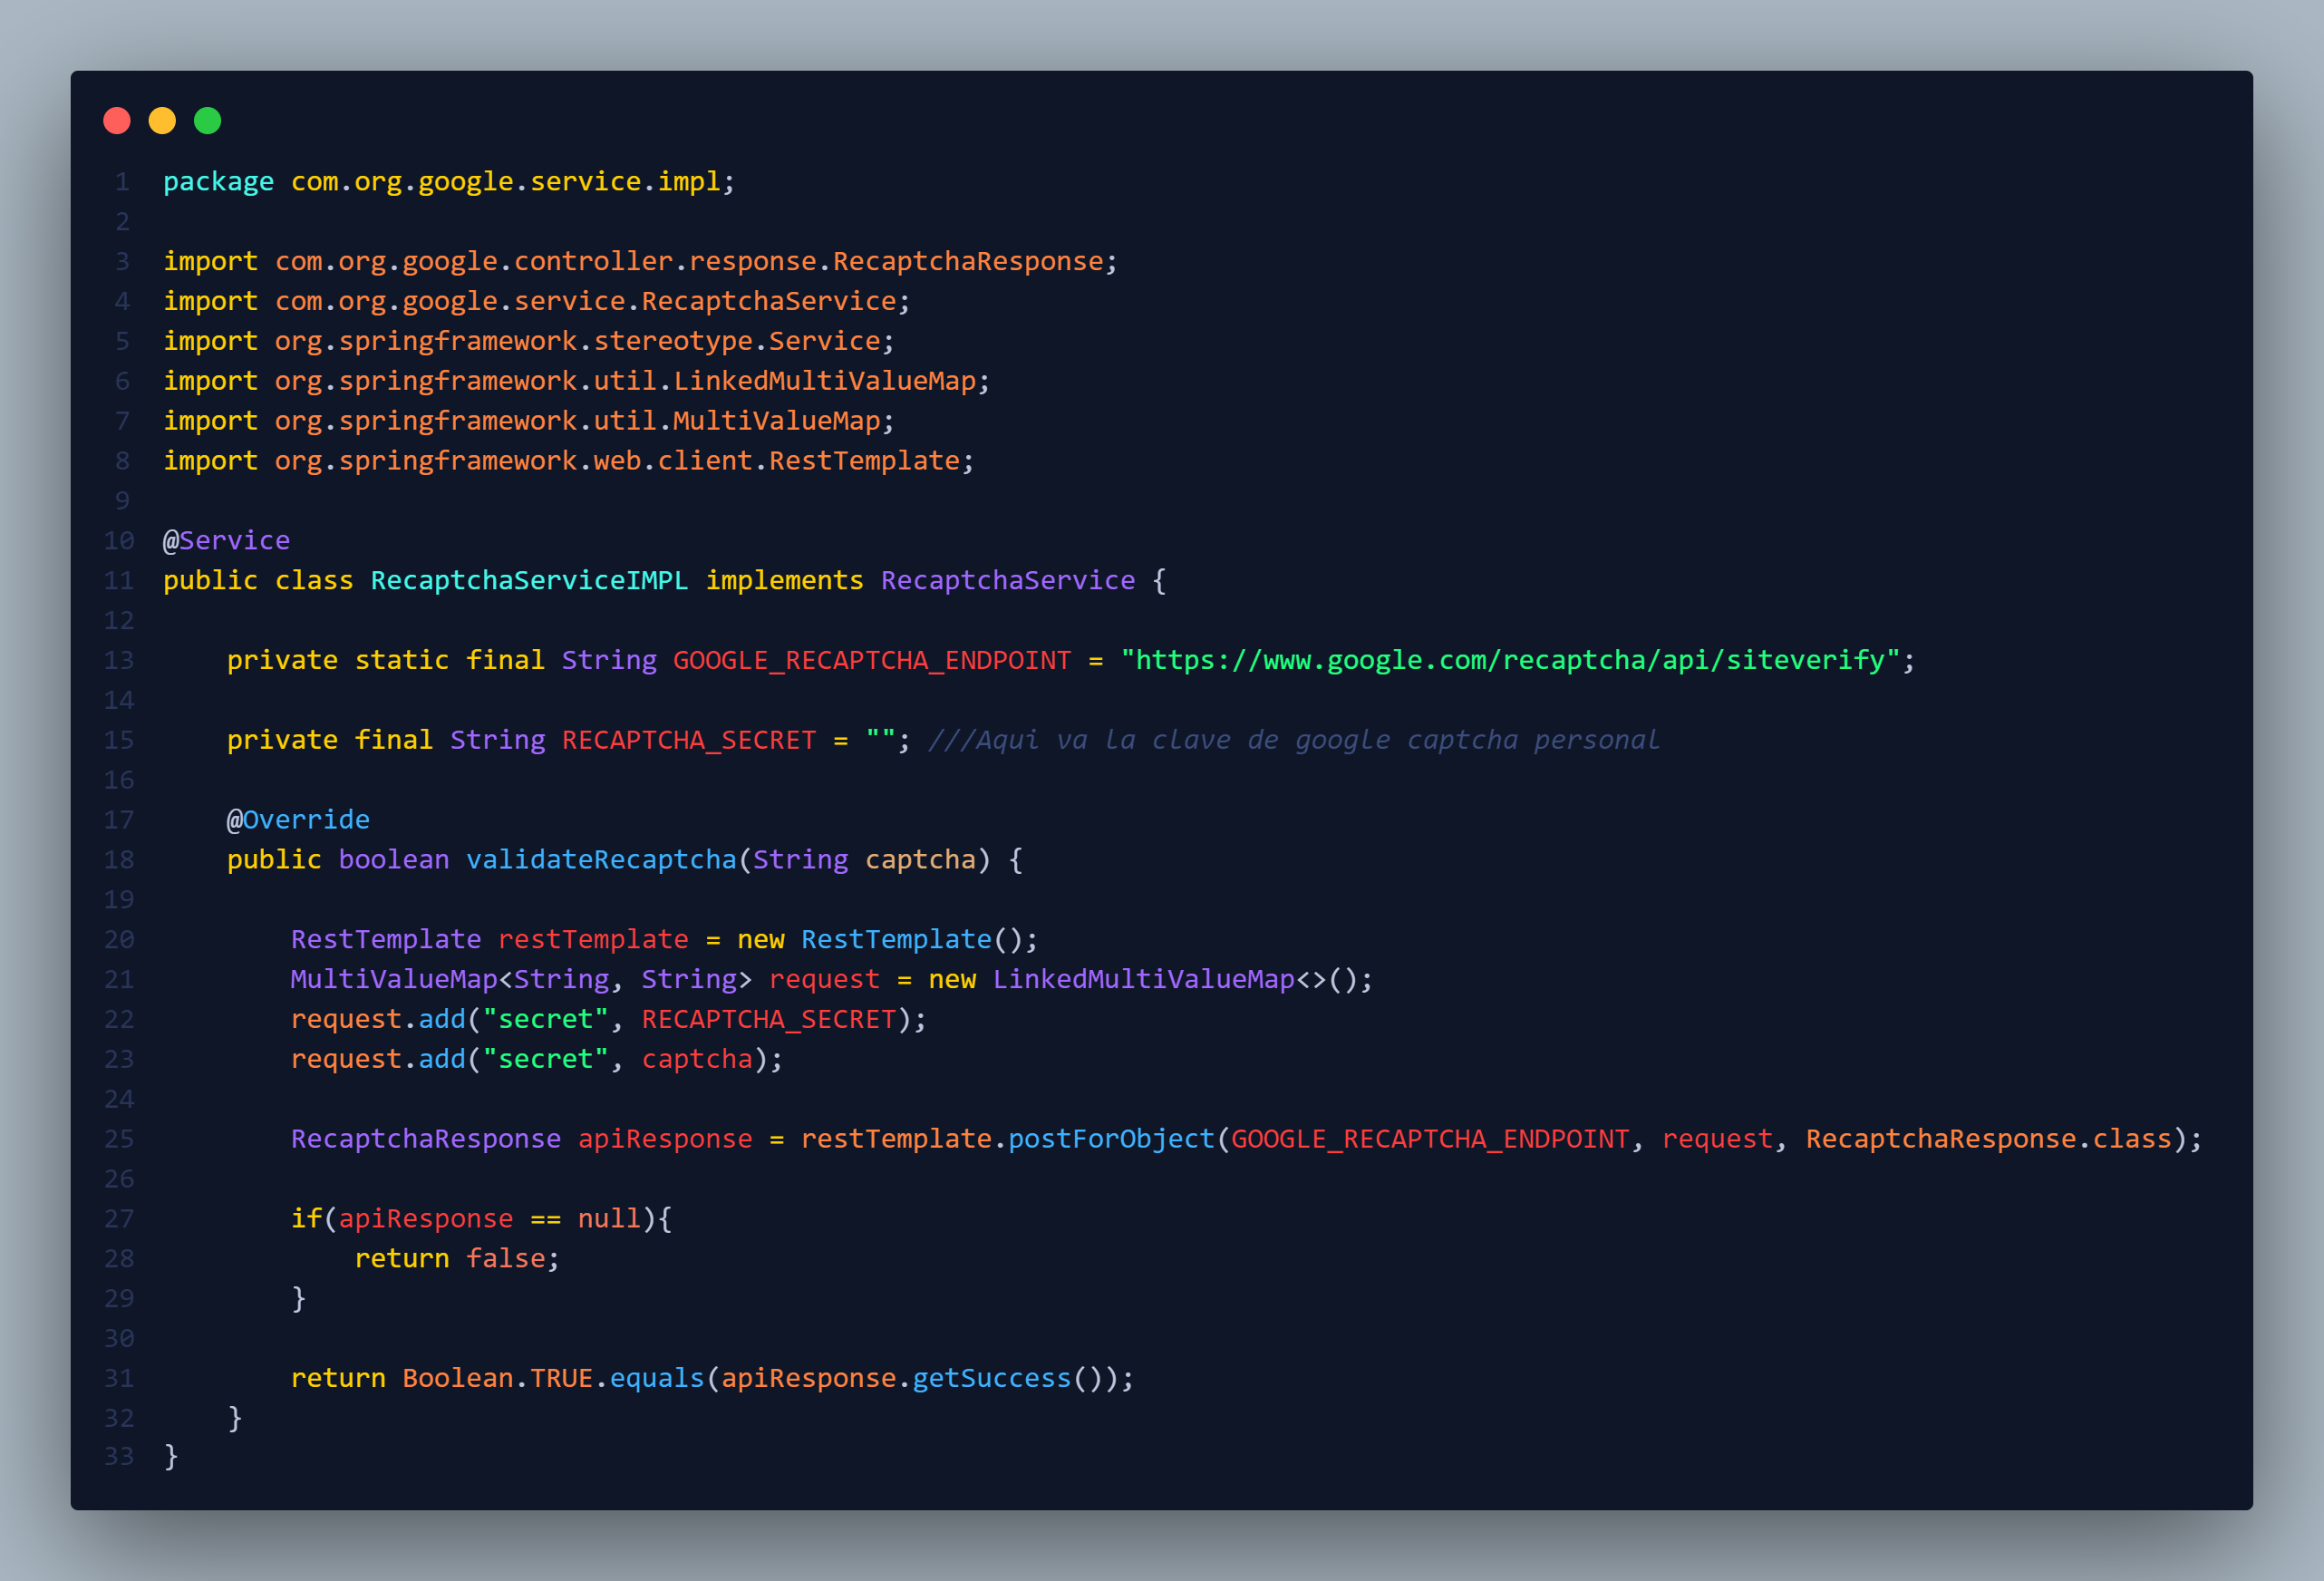 1 package com.org.google.service.impl;
2
3 import com.org.google.controller.response.RecaptchaResponse;
4 import com.org.google.service.RecaptchaService;
5 import org.springframework.stereotype.Service;
6 import org.springframework.util.LinkedMultiValueMap;
7 import org.springframework.util.MultiValueMap;
8 import org.springframework.web.client.RestTemplate;
9
10 @Service
11 public class RecaptchaServiceIMPL implements RecaptchaService {
12
13     private static final String GOOGLE_RECAPTCHA_ENDPOINT = "https://www.google.com/recaptcha/api/siteverify";
14
15     private final String RECAPTCHA_SECRET = ""; ///Aqui va la clave de google captcha personal
16
17     @Override
18     public boolean validateRecaptcha(String captcha) {
19
20         RestTemplate restTemplate = new RestTemplate();
21         MultiValueMap<String, String> request = new LinkedMultiValueMap<>();
22         request.add("secret", RECAPTCHA_SECRET);
23         request.add("secret", captcha);
24
25         RecaptchaResponse apiResponse = restTemplate.postForObject(GOOGLE_RECAPTCHA_ENDPOINT, request, RecaptchaResponse.class);
26
27         if(apiResponse == null){
28             return false;
29         }
30
31         return Boolean.TRUE.equals(apiResponse.getSuccess());
32     }
33 }